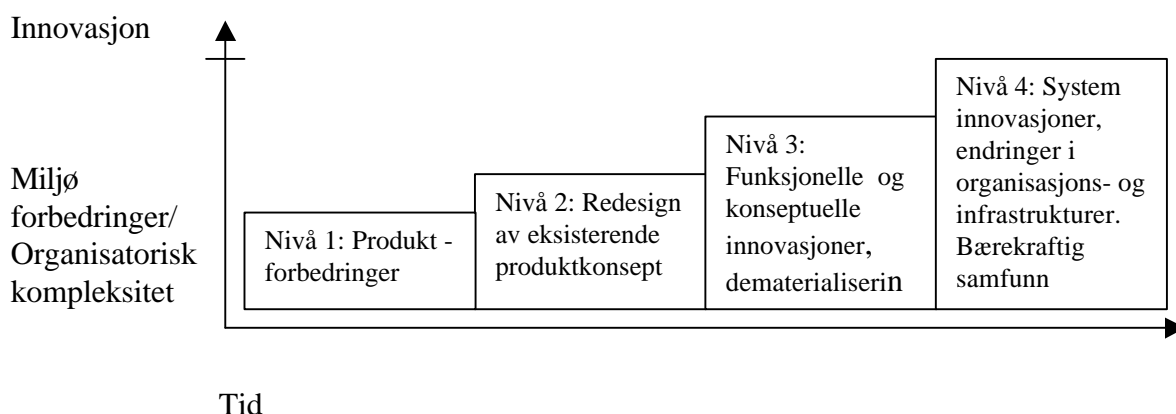 Innovasjon
Miljø
forbedringer/
Organisatorisk
kompleksitet
Nivå 1: Produkt -
forbedringer
Nivå 2: Redesign
av eksisterende
produktkonsept
Nivå 3:
Funksjonelle og
konseptuelle
innovasjoner,
dematerialiserin
Nivå 4: System
innovasjoner,
endringer i
organisasjons- og
infrastrukturer.
Bærekraftig
samfunn
Tid